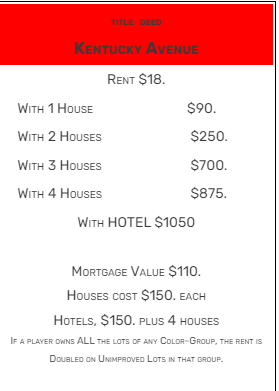 TITLE DEED
KENTUCKY AVENUE
RENT $18.
WITH 1 HOUSE $90.
WITH 2 HOUSES $250.
WITH 3 HOUSES $700.
WITH 4 HOUSES $875.
WITH HOTEL $1050
MORTGAGE VALUE $110.
HOUSES COST $150. EACH
HOTELS, $150. PLUS 4 HOUSES
IF A PLAYER OWNS ALL THE LOTS OF ANY COLOR-GROUP, THE RENT IS
DOUBLED ON UNIMPROVED LOTS IN THAT GROUP.